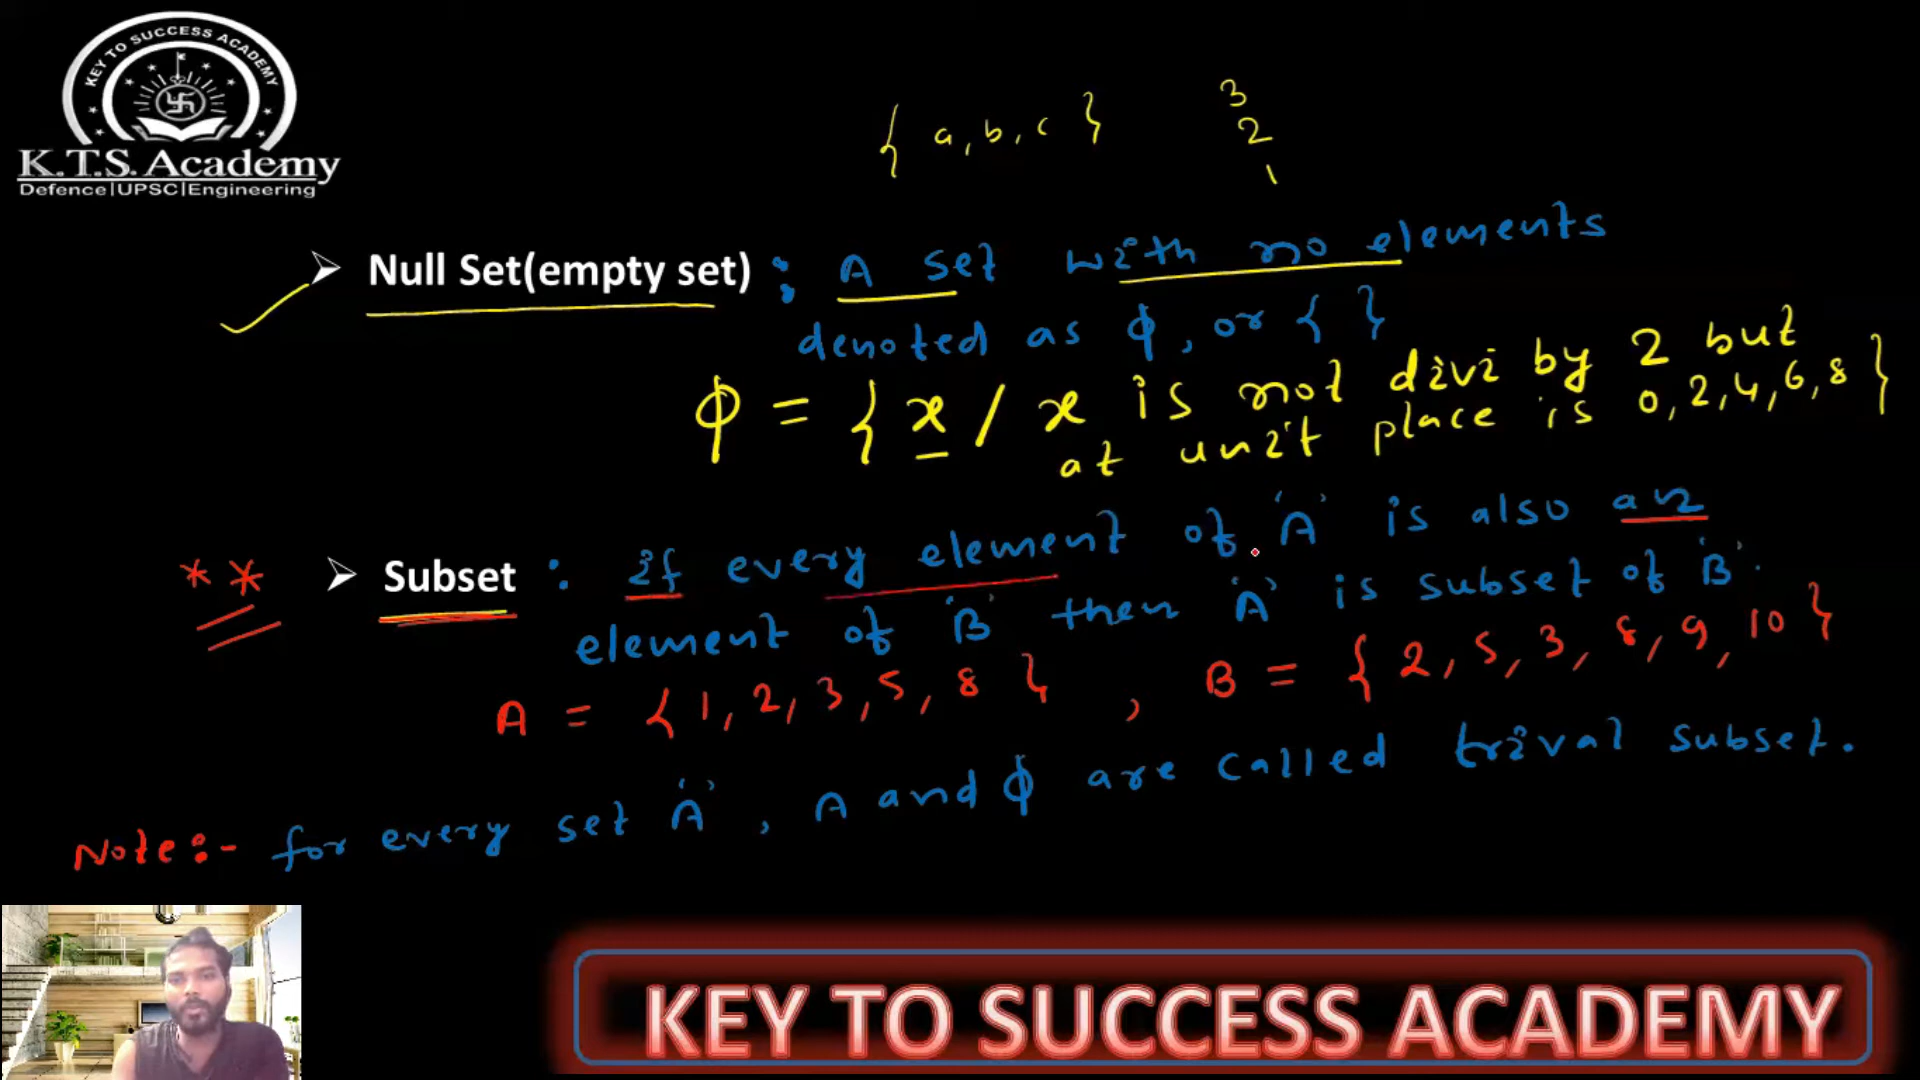 KEY TO SUCCESS ACADEMY
K.T.S. Academy
Defence|UPSC|Engineering
{ a, b, c }
3
2
1
Null Set(empty set) : A set with no elements
denoted as ϕ, or { }
ϕ = { x / x is not divi by 2 but
at unit place is 0, 2, 4, 6, 8 }
** Subset : if every element of 'A' is also an
element of 'B' then 'A' is subset of 'B'.
A = { 1, 2, 3, 5, 8 } , B = { 2, 5, 3, 8, 9, 10 }
Note:- for every set 'A', A and ϕ are called trival subset.
KEY TO SUCCESS ACADEMY